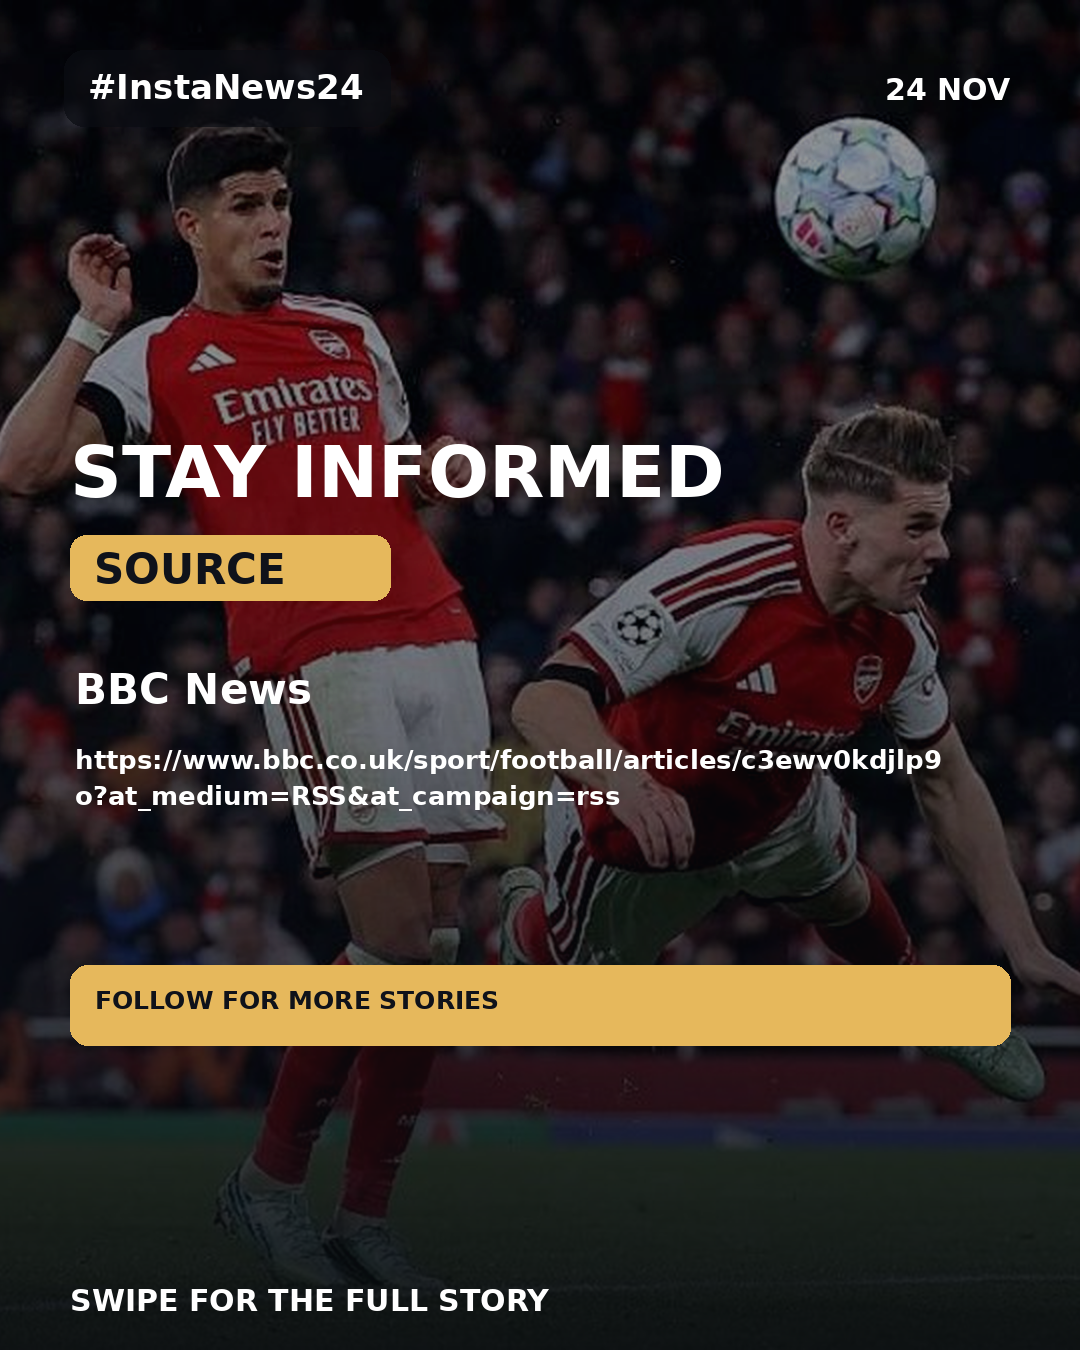 #InstaNews24
24 NOV
Emirates
FLY BETTER
STAY INFORMED
SOURCE
Emirates
BBC News
https://www.bbc.co.uk/sport/football/articles/c3ewv0kdjlp9
o?at_medium=RSS&at_campaign=rss
FOLLOW FOR MORE STORIES
SWIPE FOR THE FULL STORY